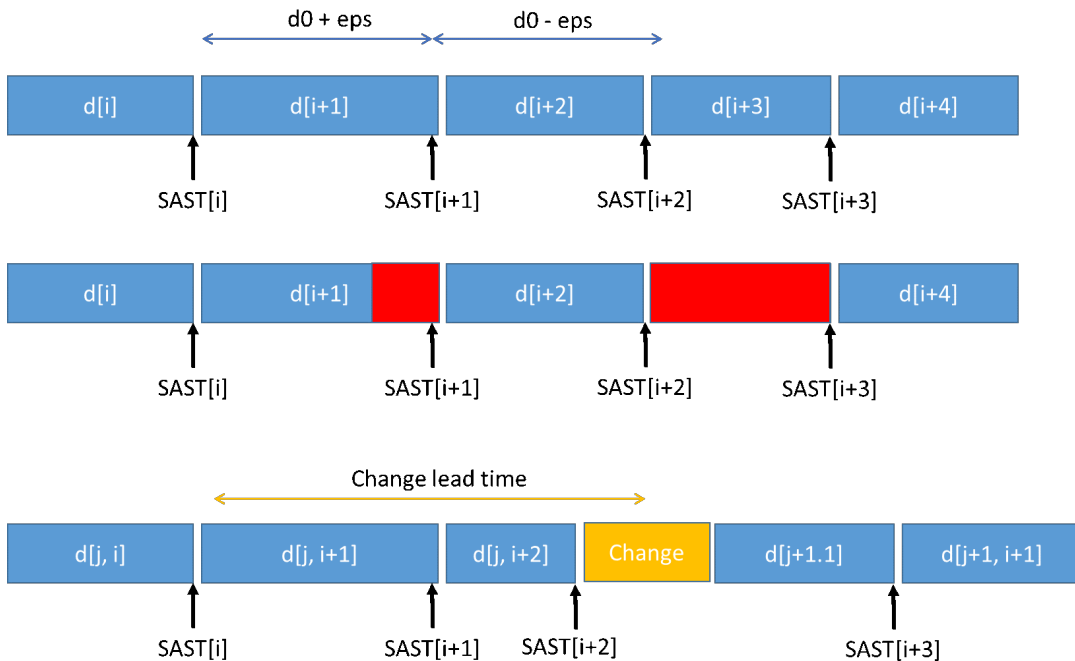 d0 + eps
d0 - eps
d[i]
d[i+1]
d[i+2]
d[i+3]
d[i+4]
SAST[i]
SAST[i+1]
SAST[i+2]
SAST[i+3]
d[i]
d[i+1]
d[i+2]
d[i+4]
SAST[i]
SAST[i+1]
SAST[i+2]
SAST[i+3]
Change lead time
d[j, i]
d[j, i+1]
d[j, i+2]
Change
d[j+1.1]
d[j+1, i+1]
SAST[i]
SAST[i+1]
SAST[i+2]
SAST[i+3]